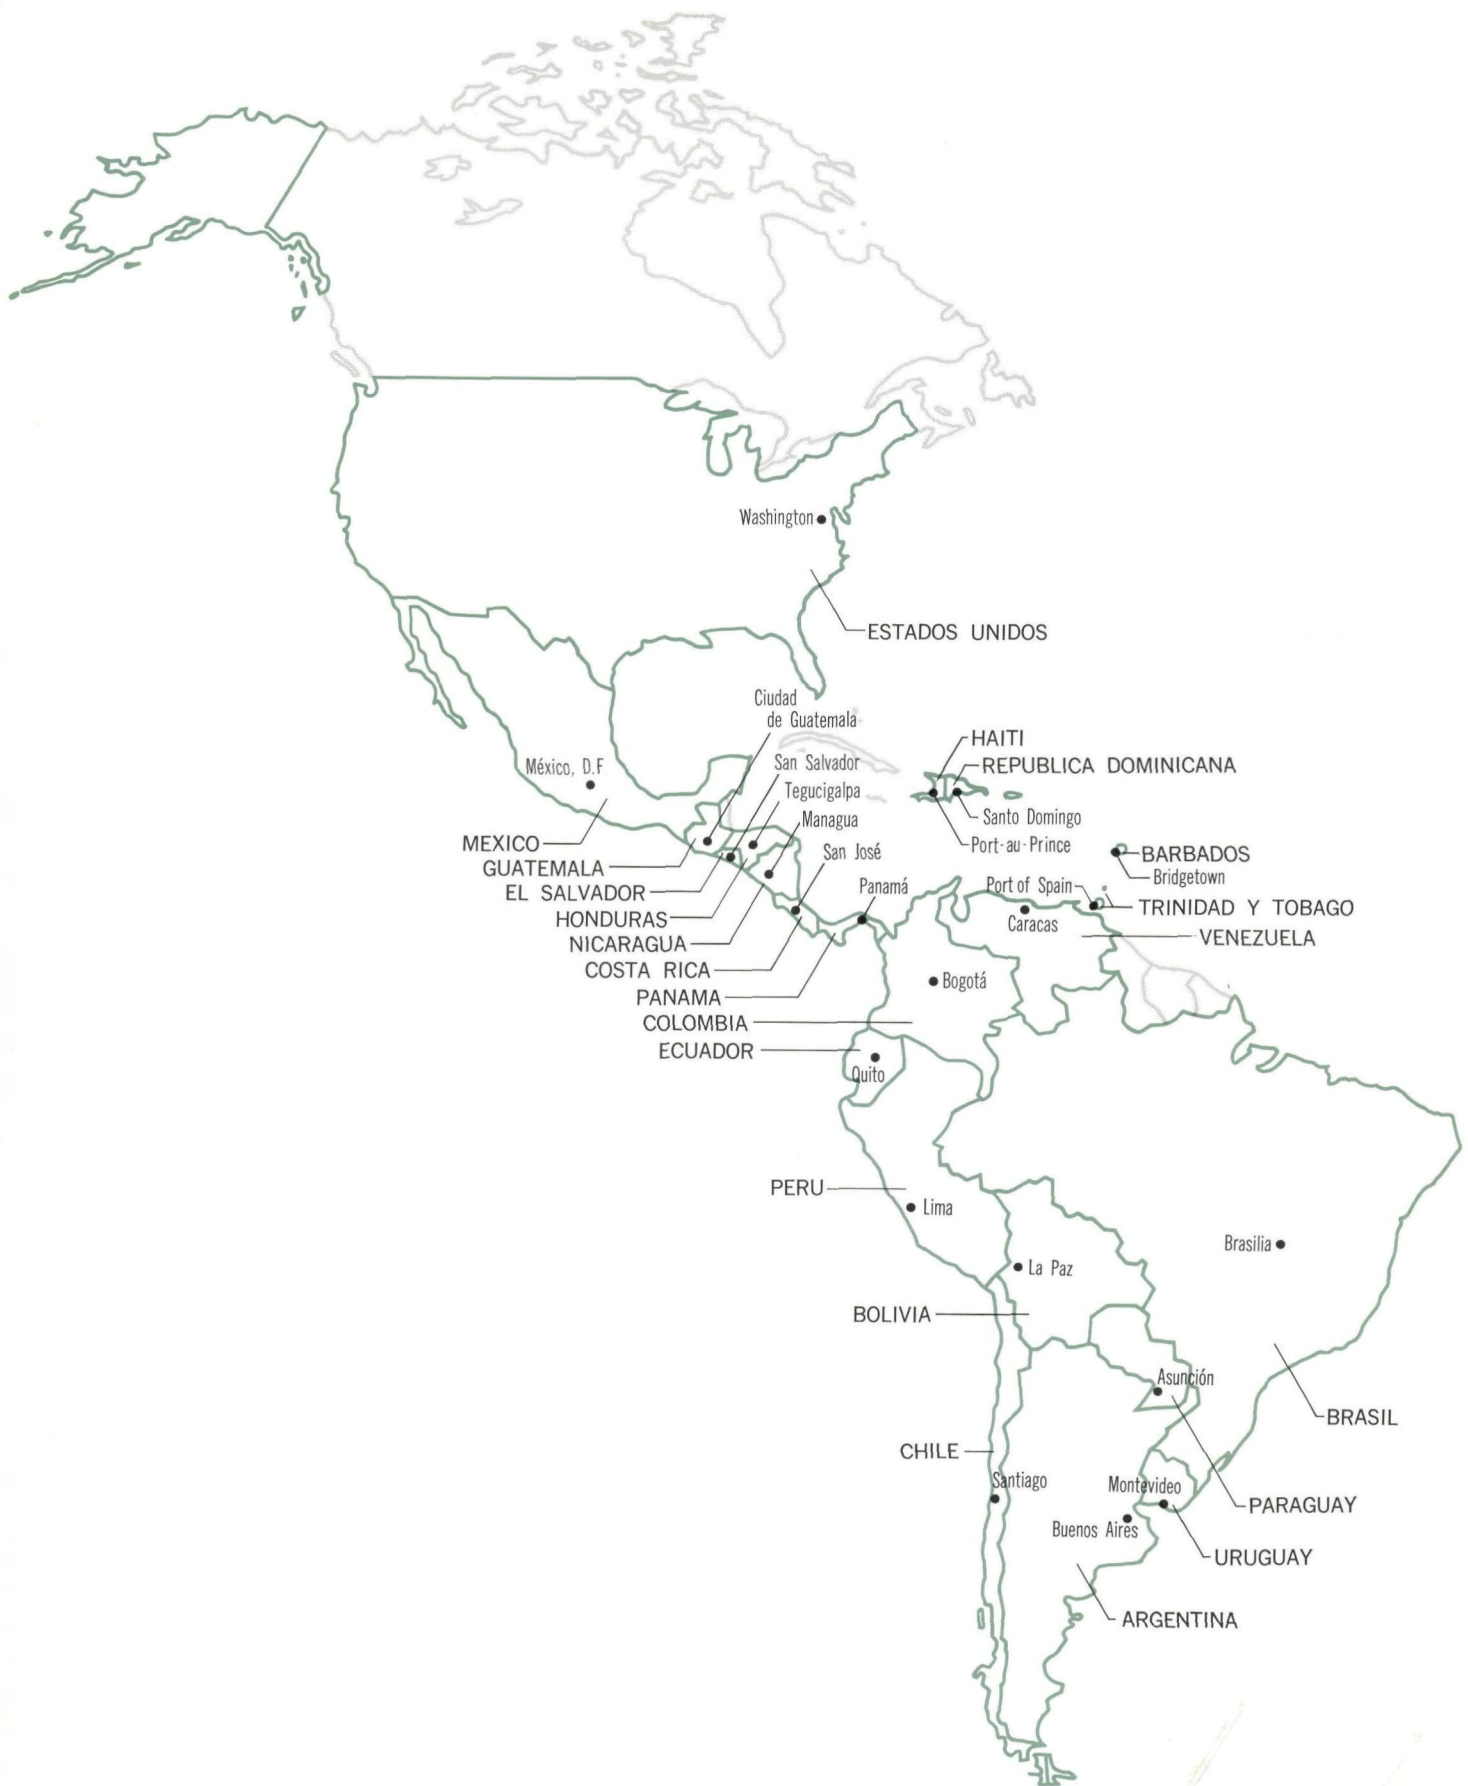 Washington
ESTADOS UNIDOS
Ciudad
de Guatemala
HAITI
San Salvador
REPUBLICA DOMINICANA
México, D.F
Tegucigalpa
Santo Domingo
Managua
MEXICO
Port-au-Prince
San José
BARBADOS
GUATEMALA
Bridgetown
Panamá
Port of Spain
EL SALVADOR
TRINIDAD Y TOBAGO
HONDURAS
Caracas
VENEZUELA
NICARAGUA
COSTA RICA
Bogotá
PANAMA
COLOMBIA
ECUADOR
Quito
PERU
Lima
Brasilia
La Paz
BOLIVIA
Asunción
BRASIL
CHILE
Santiago
Montevideo
PARAGUAY
Buenos Aires
URUGUAY
ARGENTINA